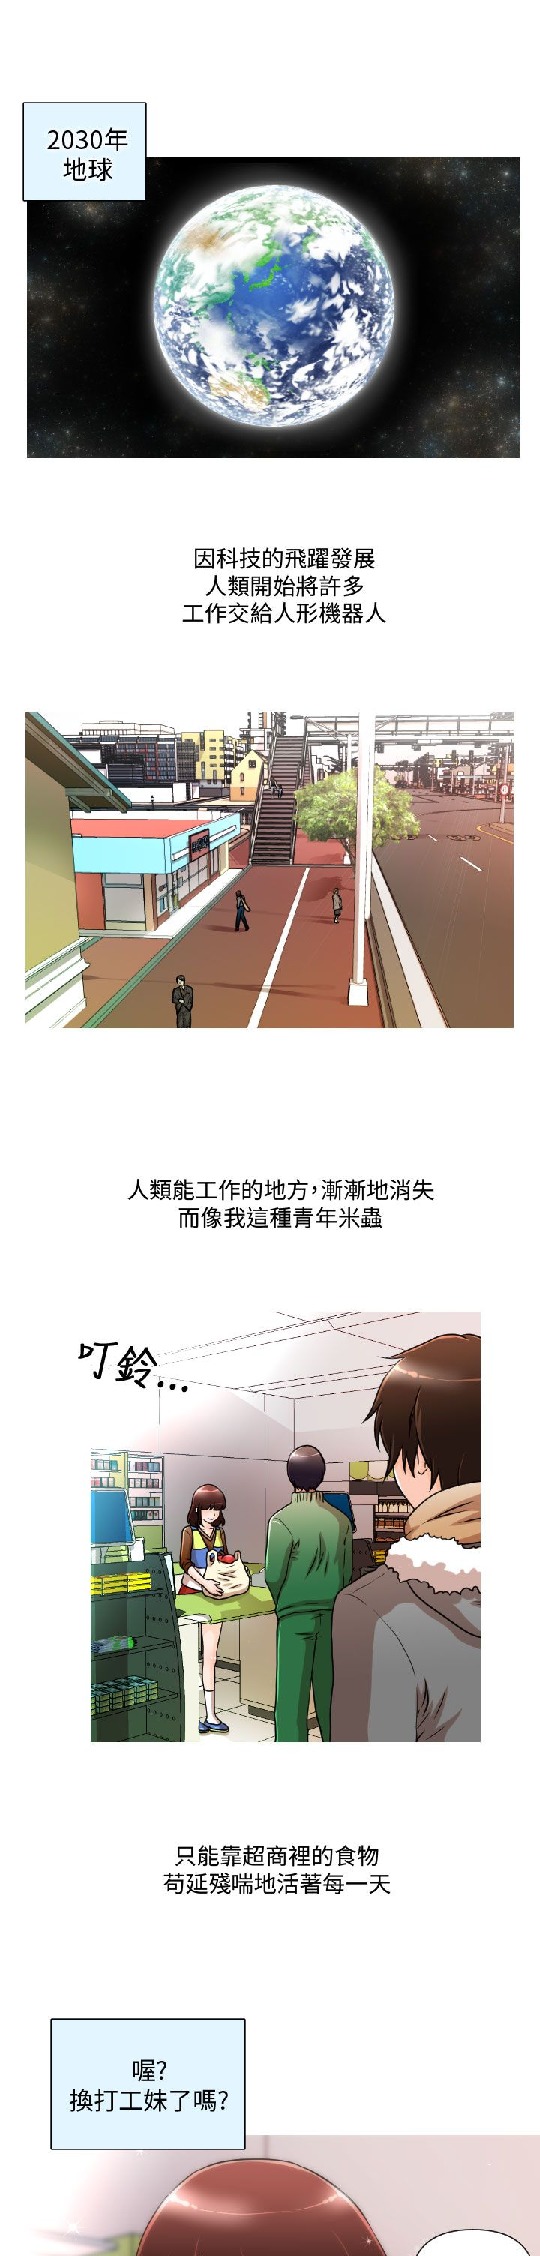 2030年
地球
因科技的飛躍發展
人類開始將許多
工作交給人形機器人
人類能工作的地方，漸漸地消失
而像我這種青年米蟲
叮鈴...
只能靠超商裡的食物
苟延殘喘地活著每一天
喔?
換打工妹了嗎?